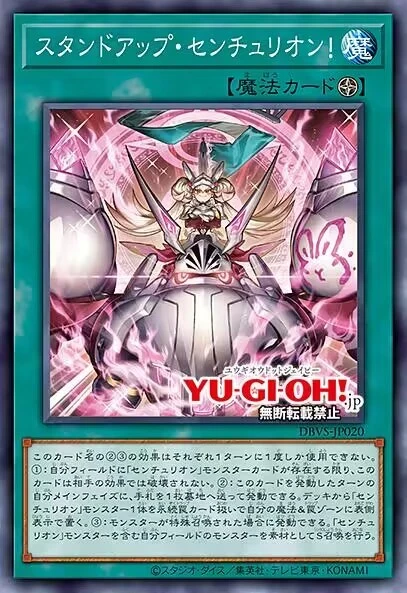 スタンドアップ・センチュリオン！
魔
【魔法カード】
ユウギオウドットジェイピー
YU-GI-OH!.jp
無断転載禁止
DBVS-JP020
このカード名の②③の効果はそれぞれ１ターンに１度しか使用できない。
①：自分フィールドに「センチュリオン」モンスターカードが存在する限り、この
カードは相手の効果では破壊されない。②：このカードを発動したターンの
自分メインフェイズに、手札を１枚墓地へ送って発動できる。デッキから「センチ
ュリオン」モンスター１体を永続罠カード扱いで自分の魔法＆罠ゾーンに表側
表示で置く。③：モンスターが特殊召喚された場合に発動できる。「センチュリオ
ン」モンスターを含む自分フィールドのモンスターを素材としてＳ召喚を行う。
©スタジオ・ダイス／集英社・テレビ東京・KONAMI